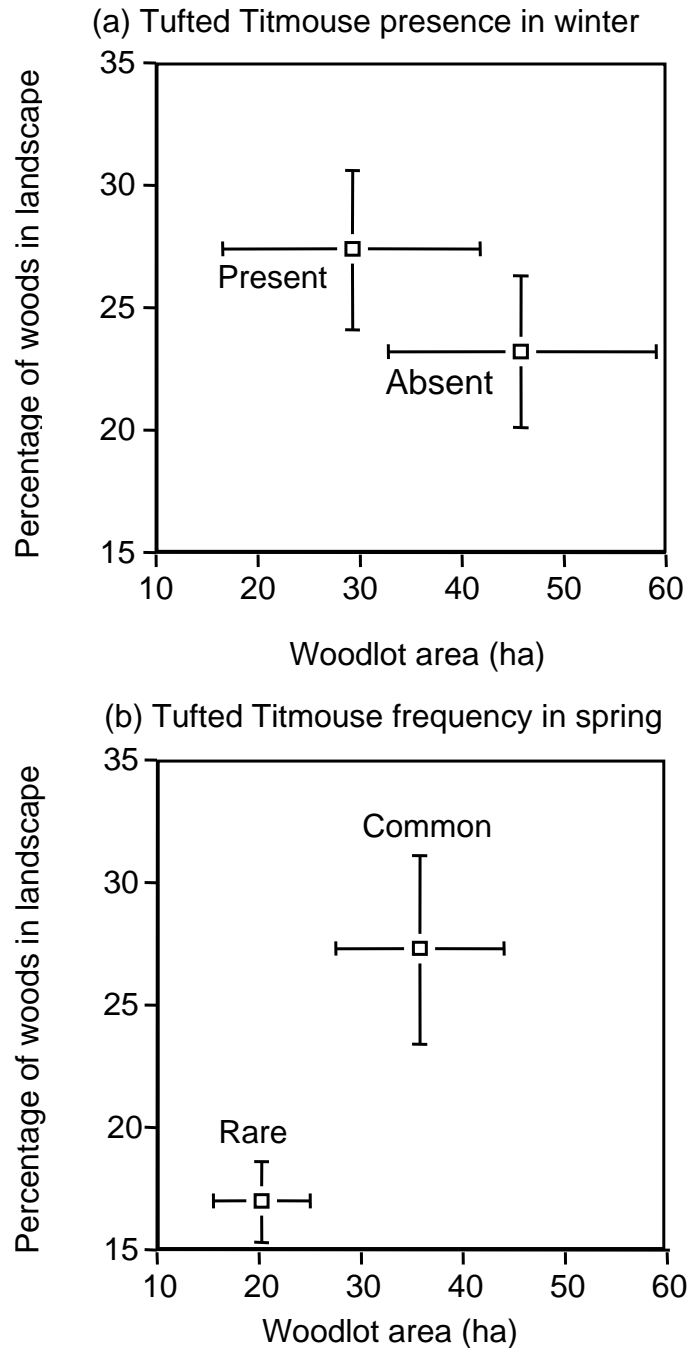 (a) Tufted Titmouse presence in winter
Percentage of woods in landscape
35
30
25
20
15
Present
Absent
10 20 30 40 50 60
Woodlot area (ha)
(b) Tufted Titmouse frequency in spring
Percentage of woods in landscape
35
30
25
20
15
Common
Rare
10 20 30 40 50 60
Woodlot area (ha)